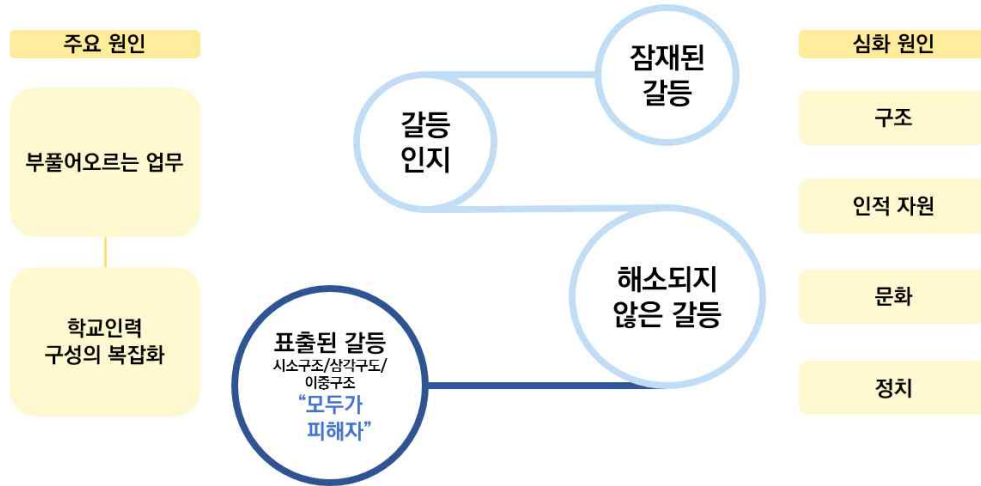 주요 원인
부풀어오르는 업무
학교인력
구성의 복잡화
잠재된
갈등
갈등
인지
해소되지
않은 갈등
표출된 갈등
시소구조/삼각구도/
이중구조
“모두가
피해자”
심화 원인
구조
인적 자원
문화
정치